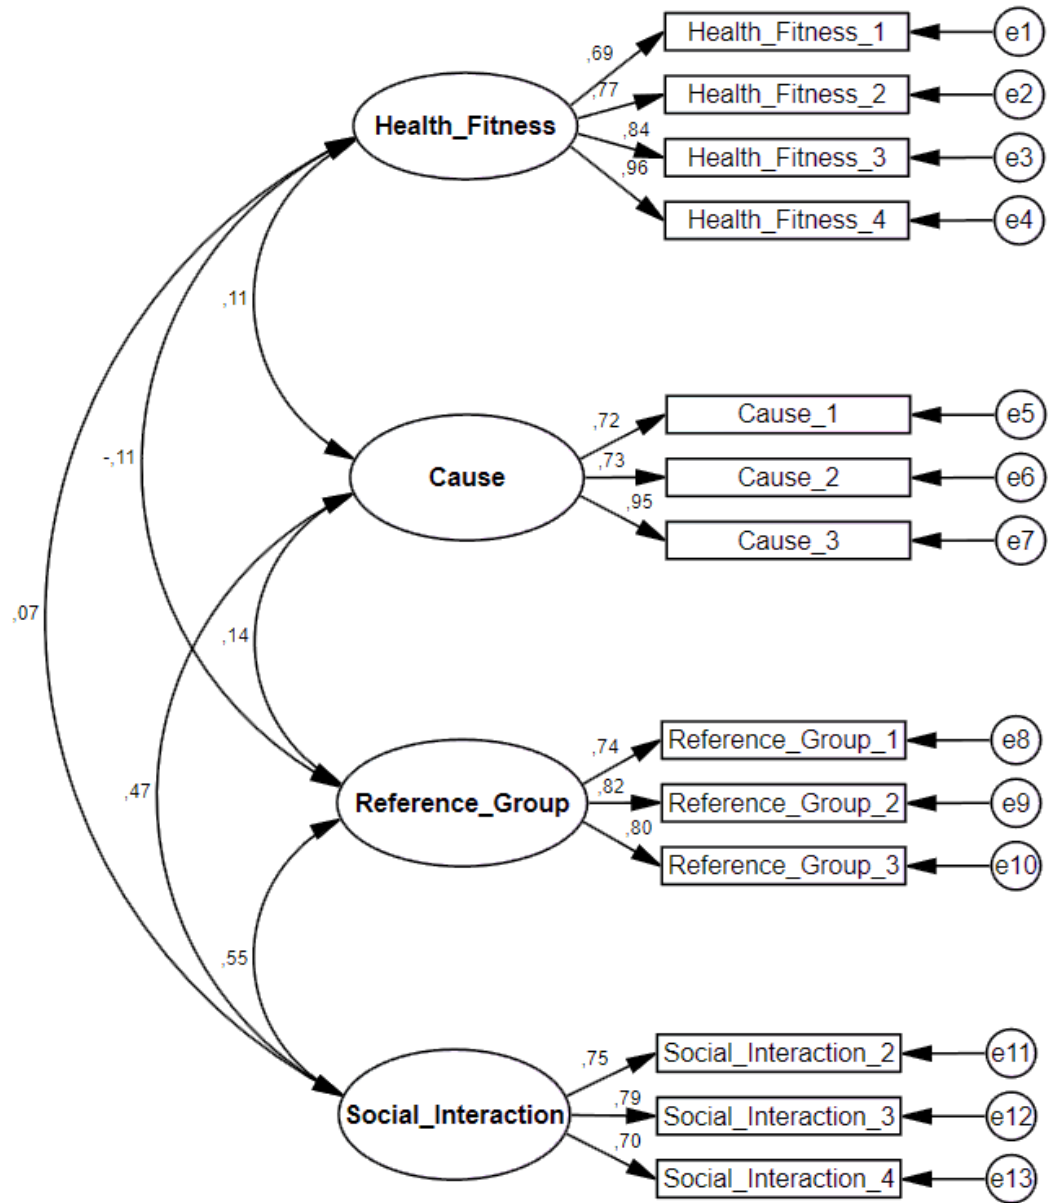 Health_Fitness_1
e1
,69
Health_Fitness_2
e2
,77
Health_Fitness
Health_Fitness_3
e3
,84
,96
Health_Fitness_4
e4
,11
Cause_1
e5
,72
-,11
Cause
,73
Cause_2
e6
,95
Cause_3
e7
,07
,14
Reference_Group_1
e8
,74
,47
Reference_Group
,82
Reference_Group_2
e9
,80
Reference_Group_3
e10
,55
Social_Interaction_2
e11
,75
Social_Interaction
,79
Social_Interaction_3
e12
,70
Social_Interaction_4
e13